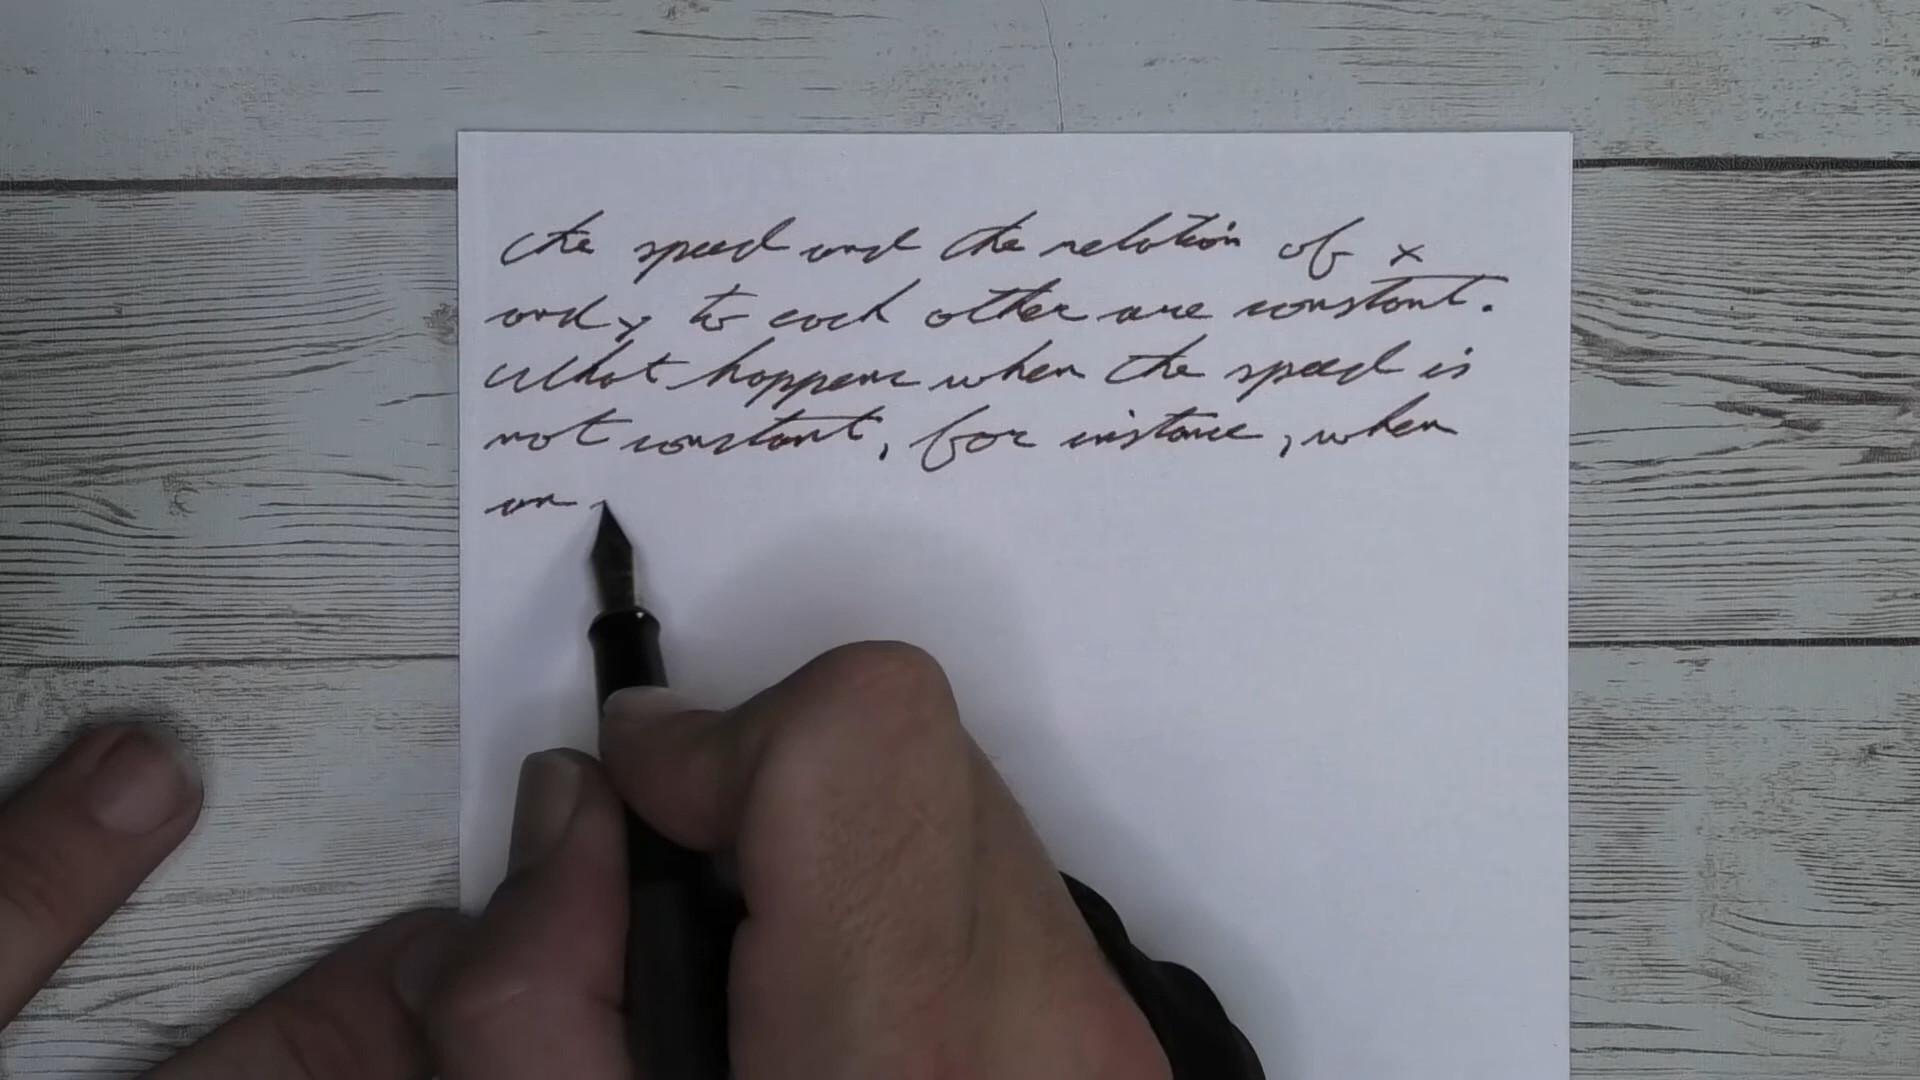 the speed and the relation of x
and y to each other are constant.
What happens when the speed is
not constant, for instance, when
an